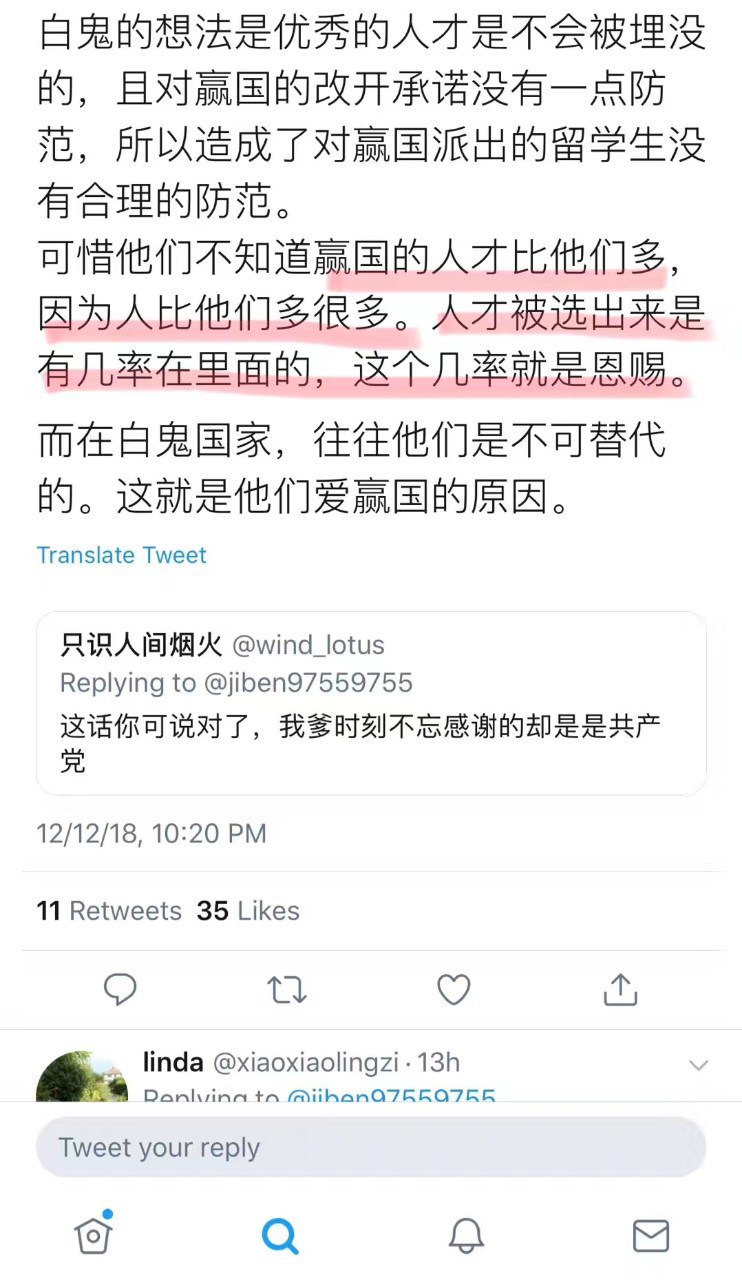 白鬼的想法是优秀的人才是不会被埋没
的，且对赢国的改开承诺没有一点防
范，所以造成了对赢国派出的留学生没
有合理的防范。
可惜他们不知道赢国的人才比他们多，
因为人比他们多很多。人才被选出来是
有几率在里面的，这个几率就是恩赐。
而在白鬼国家，往往他们是不可替代
的。这就是他们爱赢国的原因。
Translate Tweet
只识人间烟火 @wind_lotus
Replying to @jiben97559755
这话你可说对了，我爹时刻不忘感谢的却是是共产
党
12/12/18, 10:20 PM
11 Retweets 35 Likes
linda @xiaoxiaolingzi · 13h
Replying to @jiben97559755
Tweet your reply